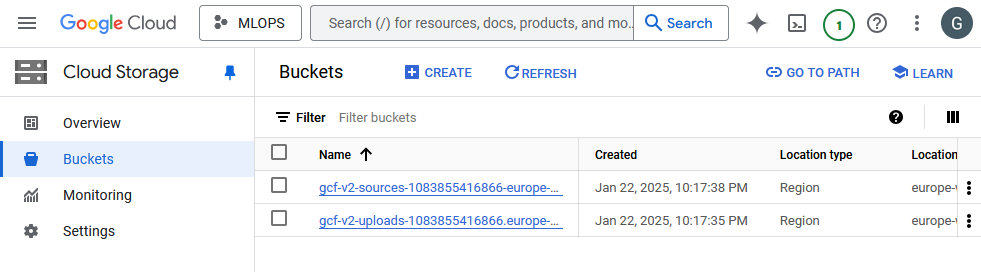 Google Cloud MLOPS Search (/) for resources, docs, products, and mo... Search 1 G
Cloud Storage
Buckets CREATE REFRESH GO TO PATH LEARN
Overview
Buckets
Monitoring
Settings
Filter Filter buckets
Name Created Location type Location
gcf-v2-sources-1083855416866-europe-... Jan 22, 2025, 10:17:38 PM Region europe-
gcf-v2-uploads-1083855416866.europe-... Jan 22, 2025, 10:17:35 PM Region europe-